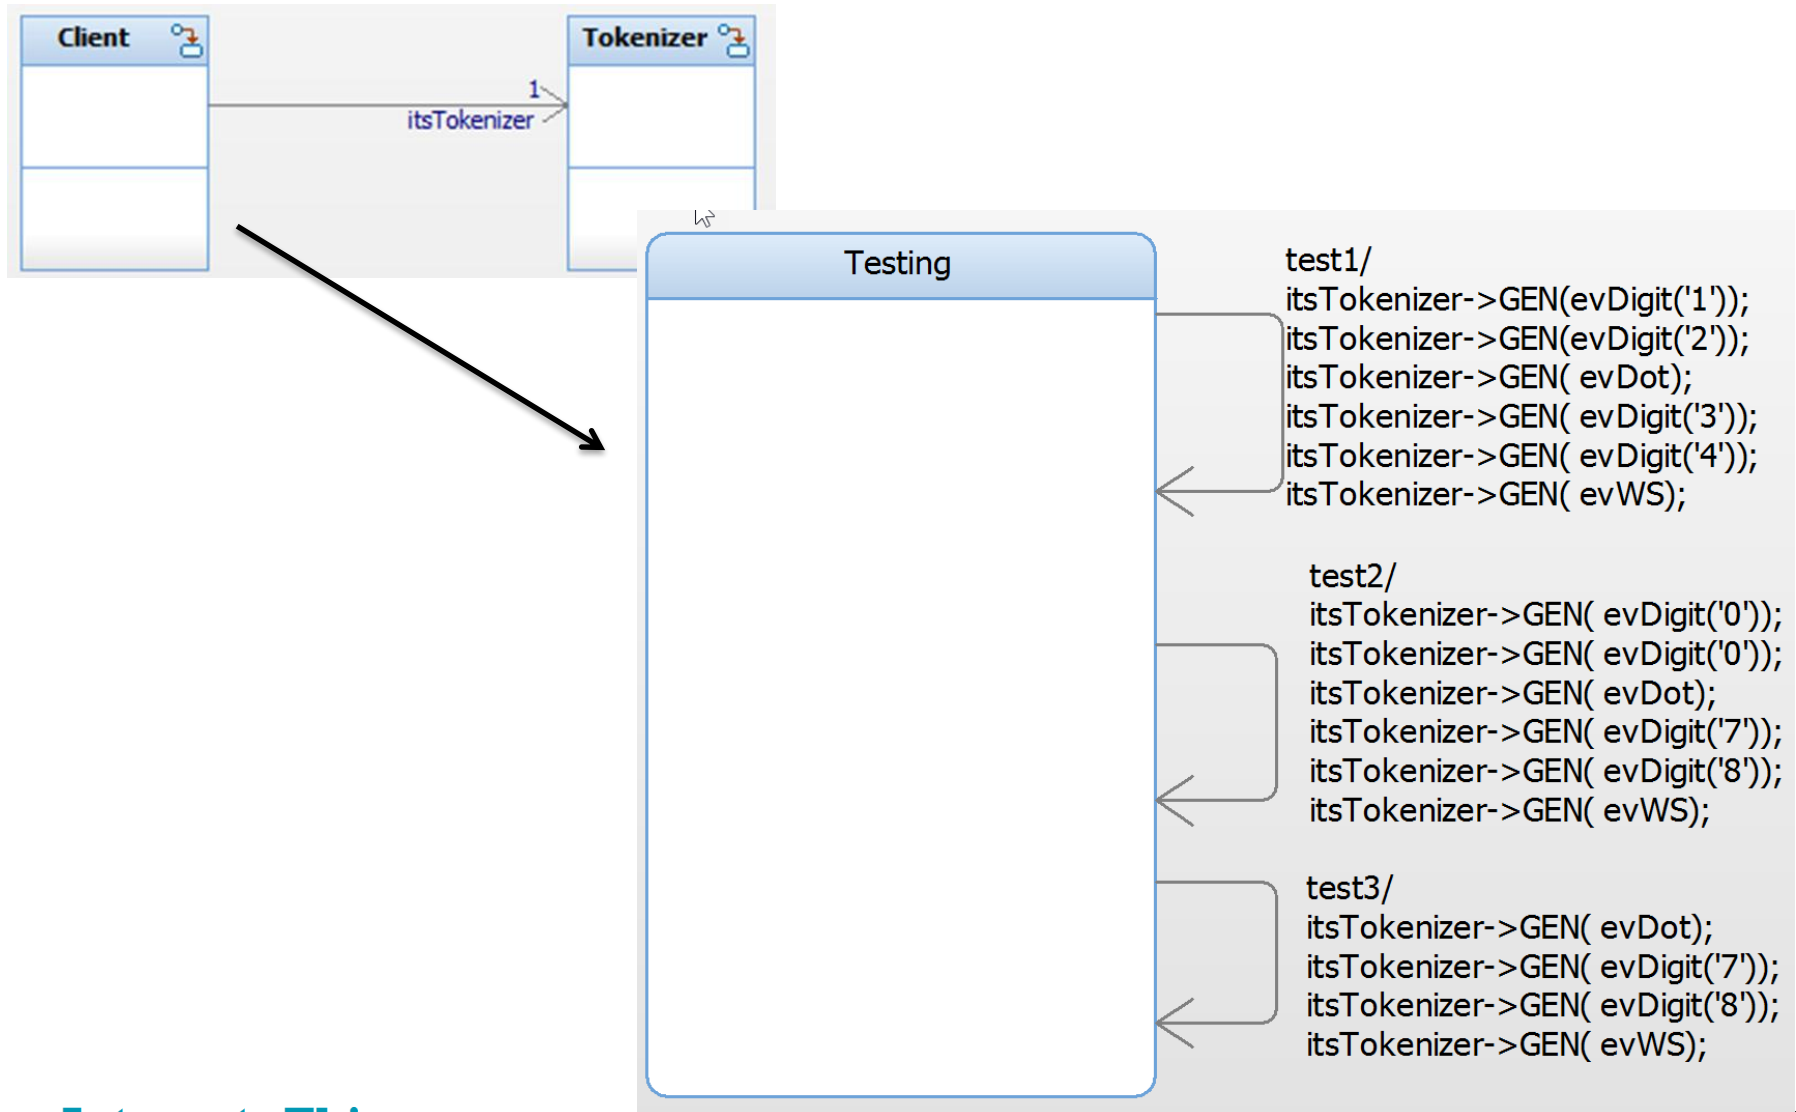 Client
Tokenizer
1
itsTokenizer
Testing
test1/
itsTokenizer->GEN(evDigit('1'));
itsTokenizer->GEN(evDigit('2'));
itsTokenizer->GEN( evDot);
itsTokenizer->GEN( evDigit('3'));
itsTokenizer->GEN( evDigit('4'));
itsTokenizer->GEN( evWS);
test2/
itsTokenizer->GEN( evDigit('0'));
itsTokenizer->GEN( evDigit('0'));
itsTokenizer->GEN( evDot);
itsTokenizer->GEN( evDigit('7'));
itsTokenizer->GEN( evDigit('8'));
itsTokenizer->GEN( evWS);
test3/
itsTokenizer->GEN( evDot);
itsTokenizer->GEN( evDigit('7'));
itsTokenizer->GEN( evDigit('8'));
itsTokenizer->GEN( evWS);